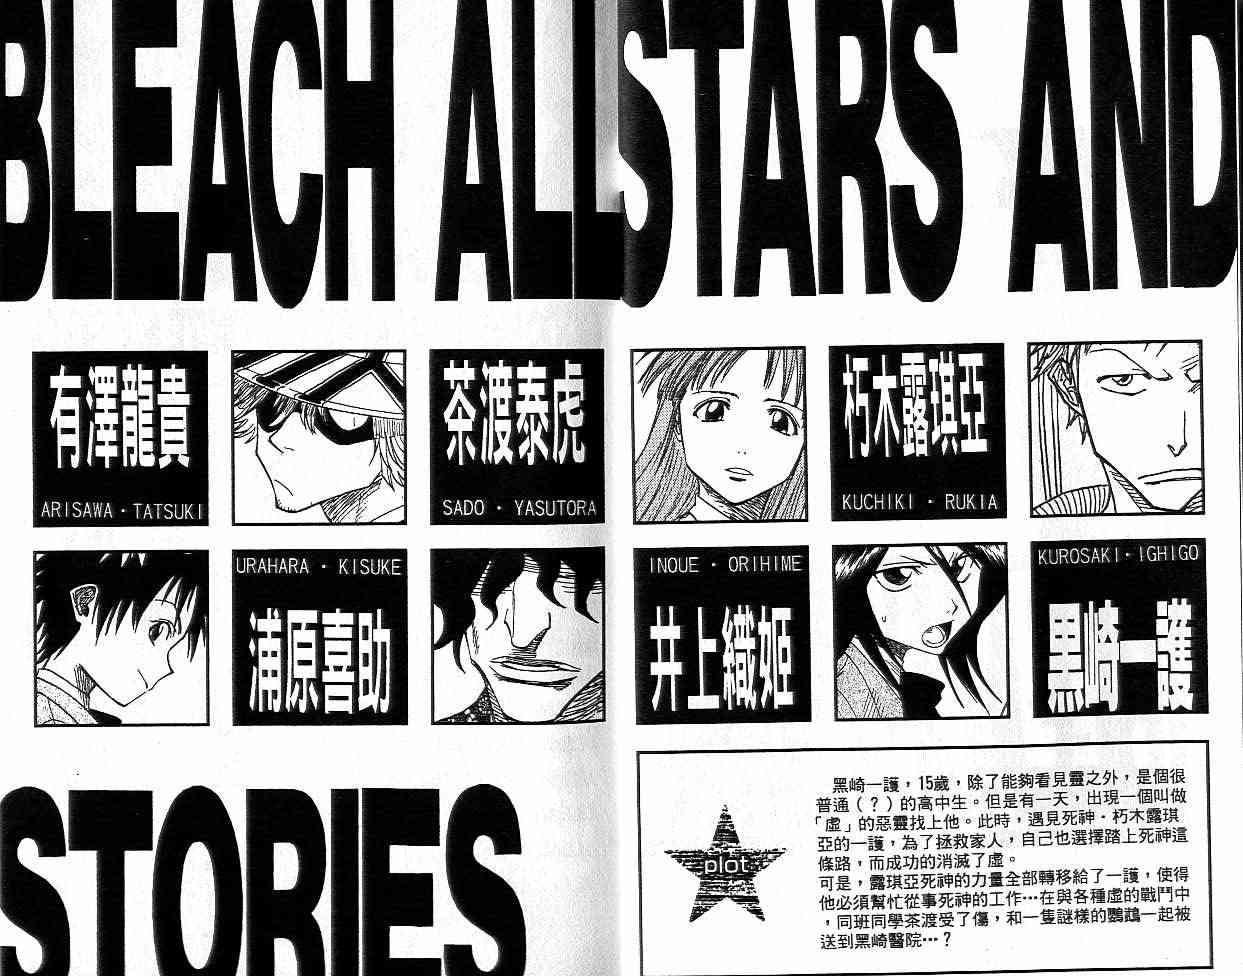 BLEACH ALL STARS AND
有澤龍貴
ARISAWA・TATSUKI
茶渡泰虎
SADO・YASUTORA
朽木露琪亞
KUCHIKI・RUKIA
URAHARA・KISUKE
浦原喜助
INOUE・ORIHIME
井上織姬
KUROSAKI・IGHIGO
黑崎一護
STORIES
plot
黑崎一護，15歲，除了能夠看見靈之外，是個很
普通（？）的高中生。但是有一天，出現一個叫做
「虛」的惡靈找上他。此時，遇見死神・朽木露琪
亞的一護，為了拯救家人，自己也選擇踏上死神這
條路，而成功的消滅了虛。
可是，露琪亞死神的力量全部轉移給了一護，使得
他必須幫忙從事死神的工作…在與各種虛的戰鬥中
，同班同學茶渡受了傷，和一隻謎樣的鸚鵡一起被
送到黑崎醫院…？